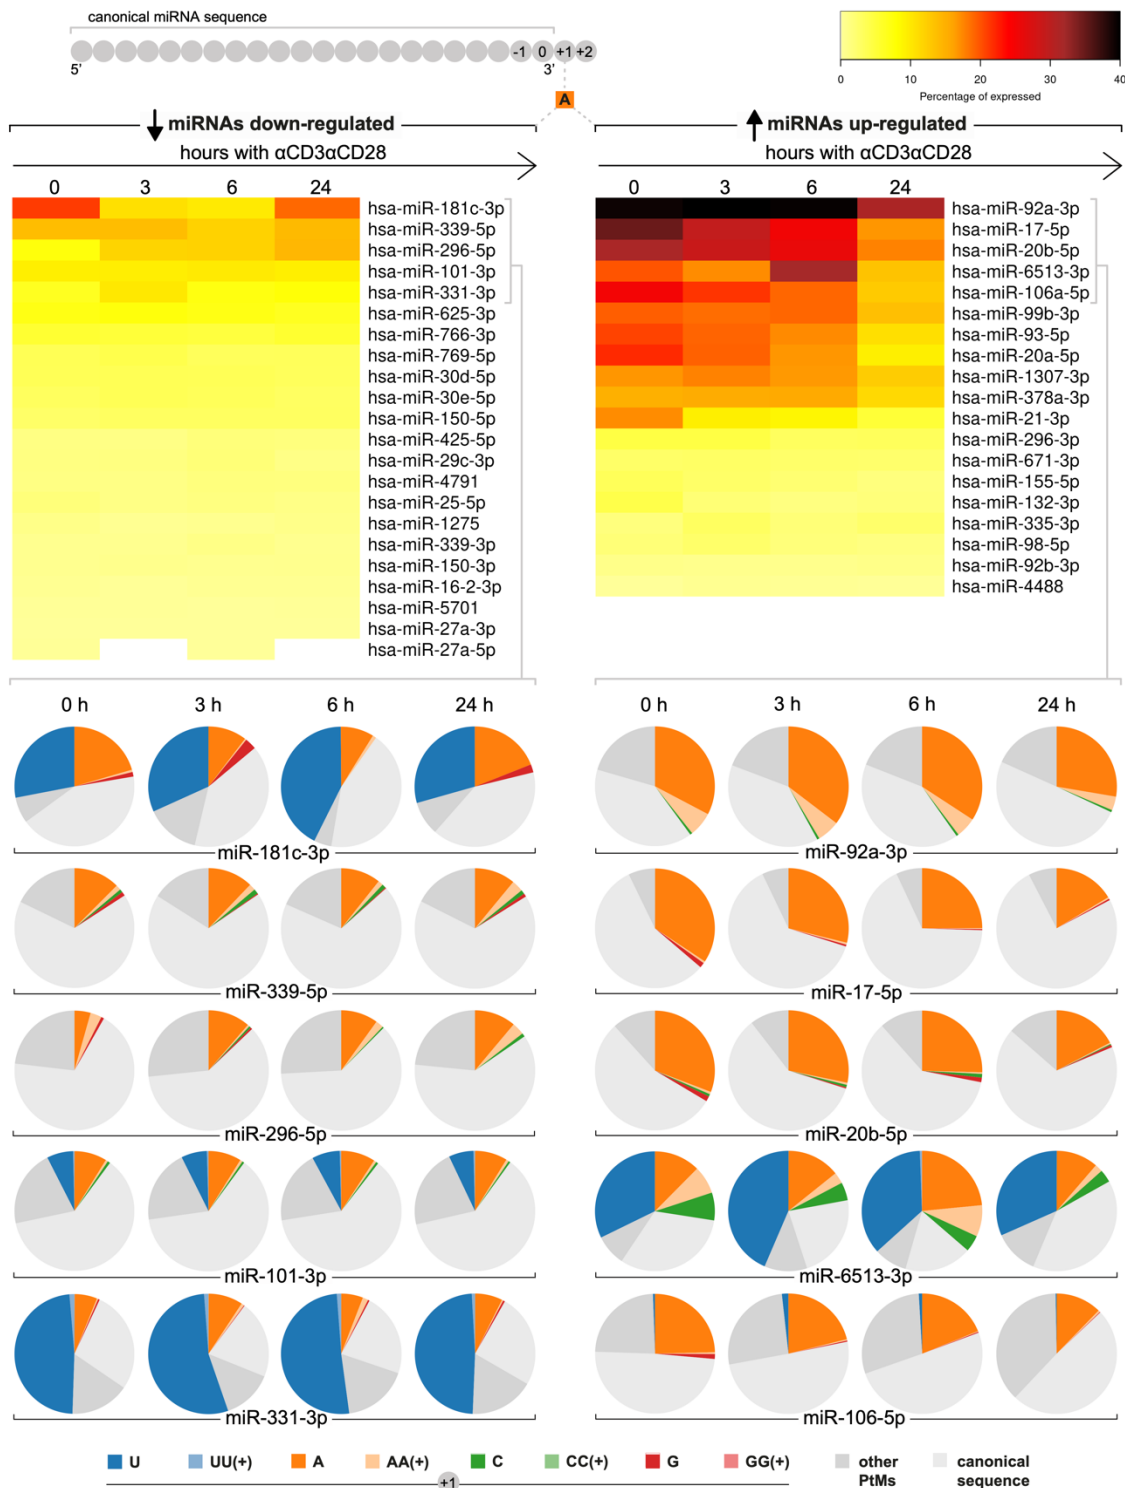 canonical miRNA sequence
-1 0 +1 +2
5’ 3’
A
0 10 20 30 40
Percentage of expressed
miRNAs down-regulated
hours with αCD3αCD28
0 3 6 24
hsa-miR-181c-3p
hsa-miR-339-5p
hsa-miR-296-5p
hsa-miR-101-3p
hsa-miR-331-3p
hsa-miR-625-3p
hsa-miR-766-3p
hsa-miR-769-5p
hsa-miR-30d-5p
hsa-miR-30e-5p
hsa-miR-150-5p
hsa-miR-425-5p
hsa-miR-29c-3p
hsa-miR-4791
hsa-miR-25-5p
hsa-miR-1275
hsa-miR-339-3p
hsa-miR-150-3p
hsa-miR-16-2-3p
hsa-miR-5701
hsa-miR-27a-3p
hsa-miR-27a-5p
miRNAs up-regulated
hours with αCD3αCD28
0 3 6 24
hsa-miR-92a-3p
hsa-miR-17-5p
hsa-miR-20b-5p
hsa-miR-6513-3p
hsa-miR-106a-5p
hsa-miR-99b-3p
hsa-miR-93-5p
hsa-miR-20a-5p
hsa-miR-1307-3p
hsa-miR-378a-3p
hsa-miR-21-3p
hsa-miR-296-3p
hsa-miR-671-3p
hsa-miR-155-5p
hsa-miR-132-3p
hsa-miR-335-3p
hsa-miR-98-5p
hsa-miR-92b-3p
hsa-miR-4488
0 h 3 h 6 h 24 h
miR-181c-3p
miR-339-5p
miR-296-5p
miR-101-3p
miR-331-3p
0 h 3 h 6 h 24 h
miR-92a-3p
miR-17-5p
miR-20b-5p
miR-6513-3p
miR-106-5p
U UU(+) A AA(+) C CC(+) G GG(+)
+1
other
PtMs
canonical
sequence